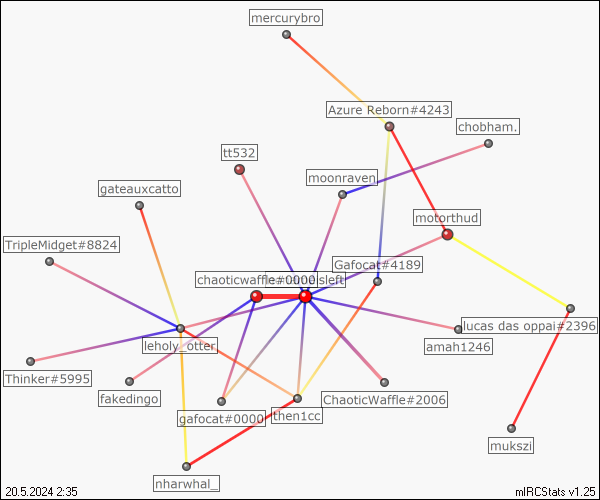 mercurybro
Azure Reborn#4243
chobham.
tt532
moonraven
gateauxcatto
motorthud
TripleMidget#8824
Gafocat#4189
chaoticwaffle#0000
lucas das oppai#2396
leholy_otter
amah1246
Thinker#5995
fakedingo
ChaoticWaffle#2006
gafocat#0000
then1cc
mukszi
nharwhal_
20.5.2024 2:35
mIRCStats v1.25